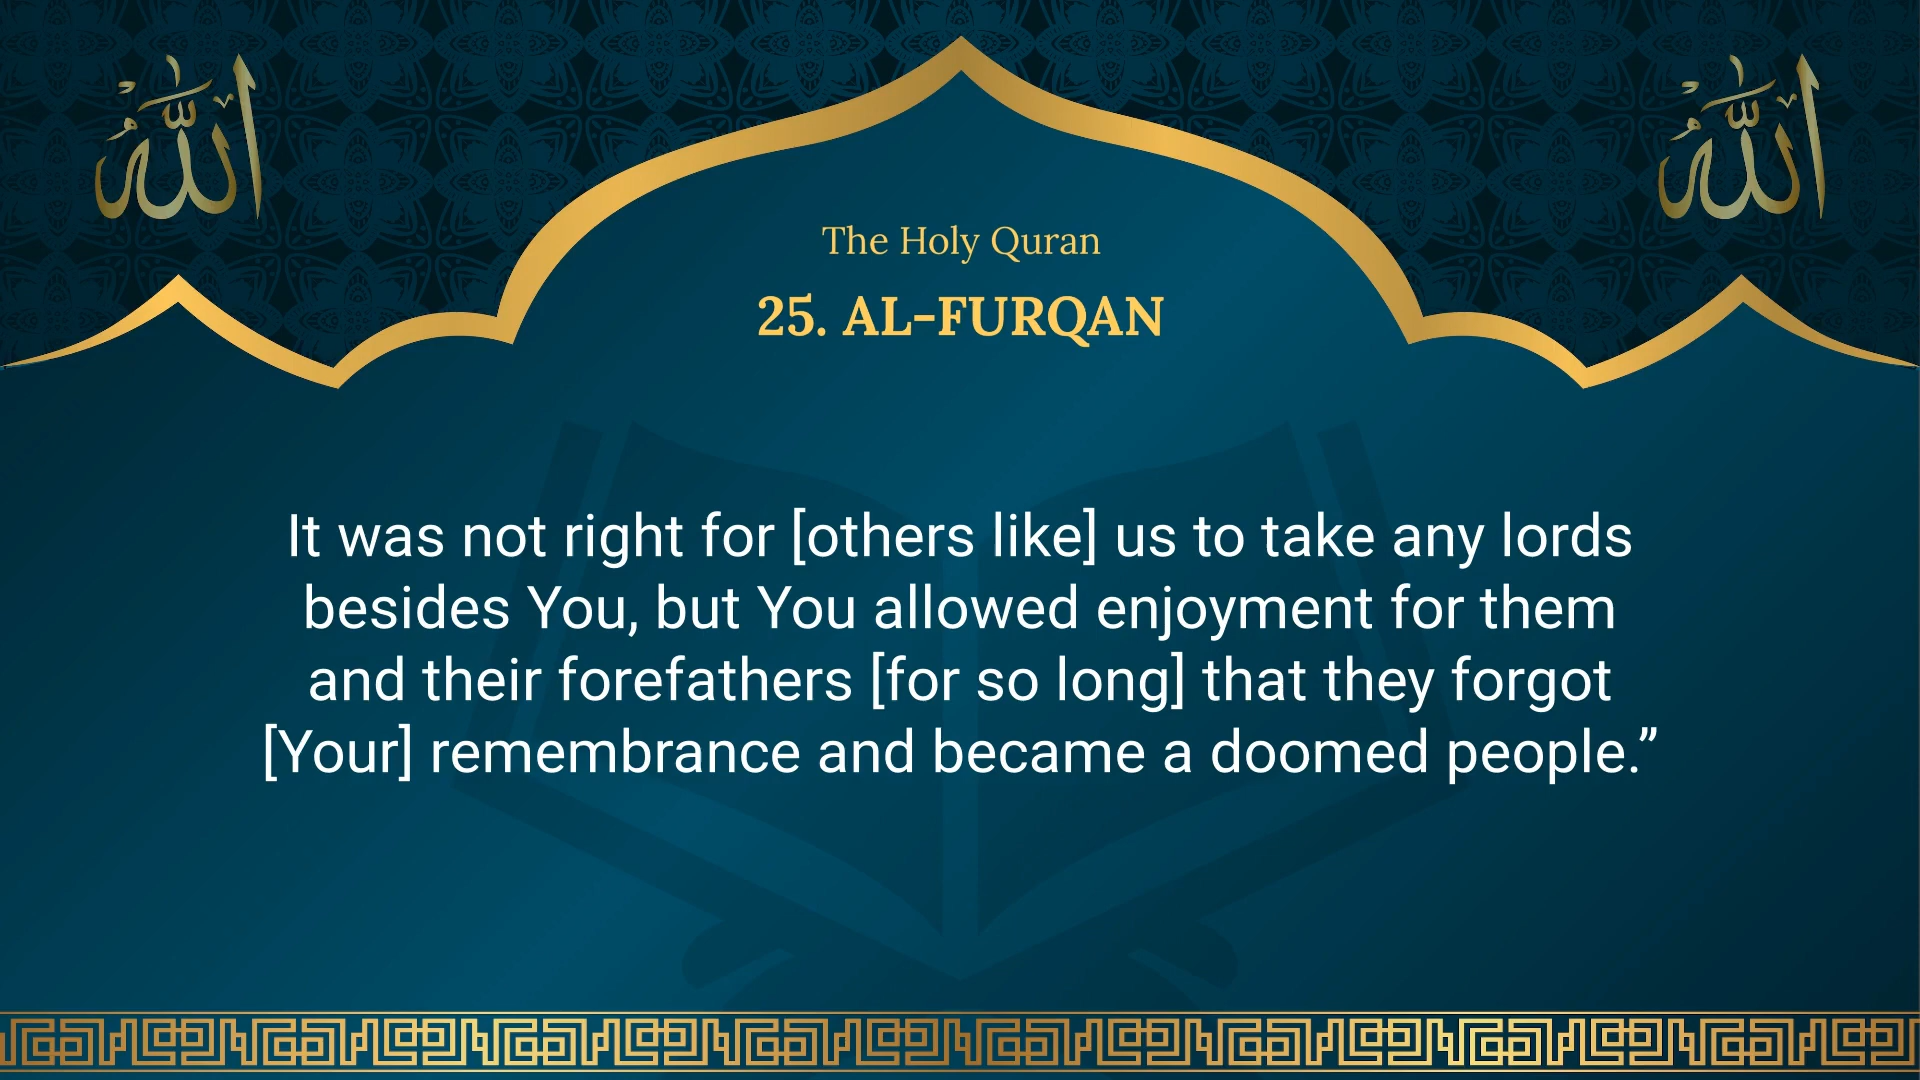 الله
الله
The Holy Quran
25. AL-FURQAN
It was not right for [others like] us to take any lords
besides You, but You allowed enjoyment for them
and their forefathers [for so long] that they forgot
[Your] remembrance and became a doomed people.”